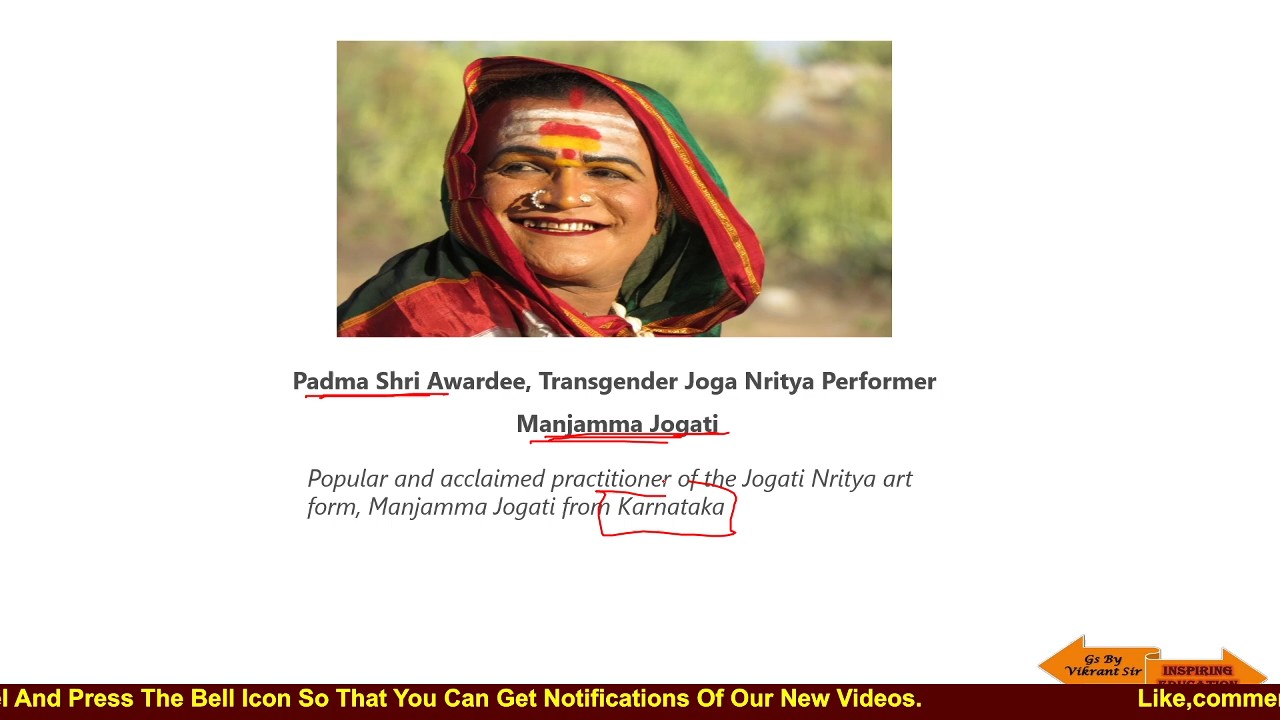 Padma Shri Awardee, Transgender Joga Nritya Performer
Manjamma Jogati
Popular and acclaimed practitioner of the Jogati Nritya art
form, Manjamma Jogati from Karnataka
Gs By
Vikrant Sir
INSPIRING
EDUCATION
And Press The Bell Icon So That You Can Get Notifications Of Our New Videos.